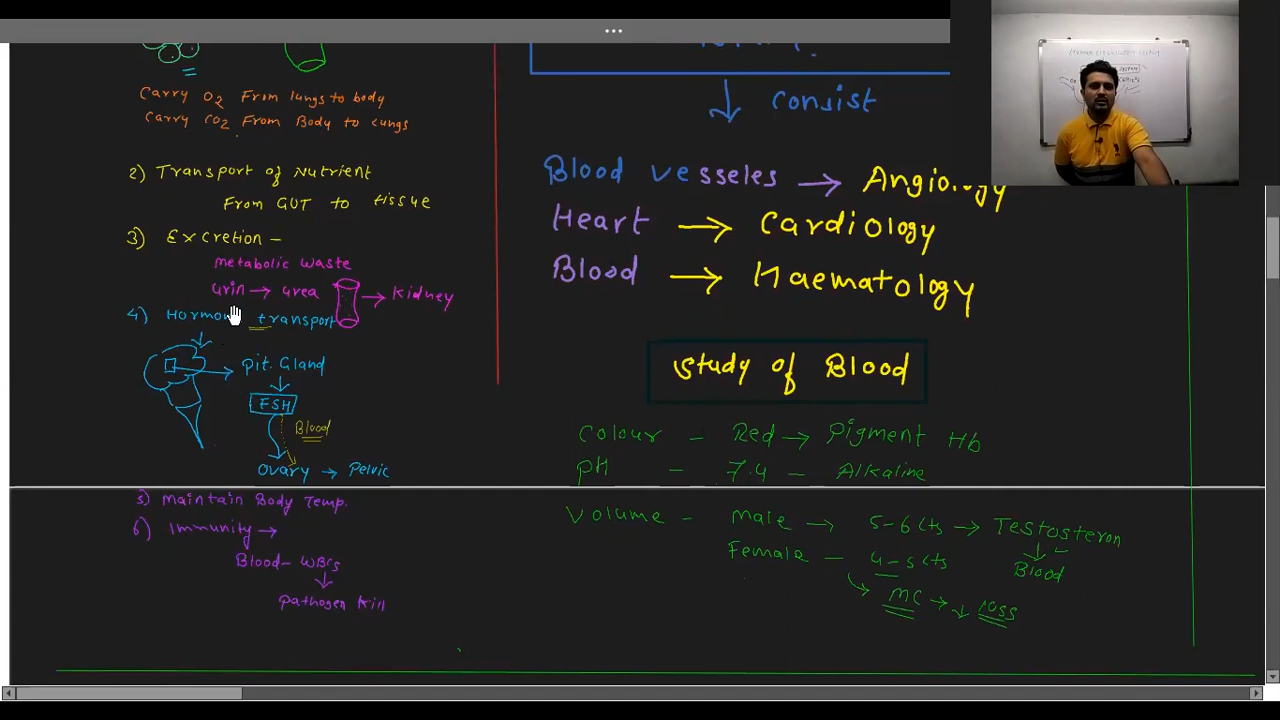 Carry O2 From lungs to body
Carry CO2 From Body to lungs
2) Transport of Nutrient
From GUT to tissue
3) Excretion -
Metabolic waste
Urin → Urea → Kidney
4) Hormon transport
Pit. Gland
FSH
Blood
Ovary → Pelvic
5) Maintain Body Temp.
6) Immunity →
Blood - WBCs
↓
Pathogen Kill
↓ Consist
Blood vesseles → Angiology
Heart → Cardiology
Blood → Haematology
Study of Blood
Colour - Red → Pigment Hb
pH - 7.4 - Alkaline
Volume - Male → 5-6 Lts → Testosteron
↓
Blood
Female - 4-5 Lts
MC → ↓ loss